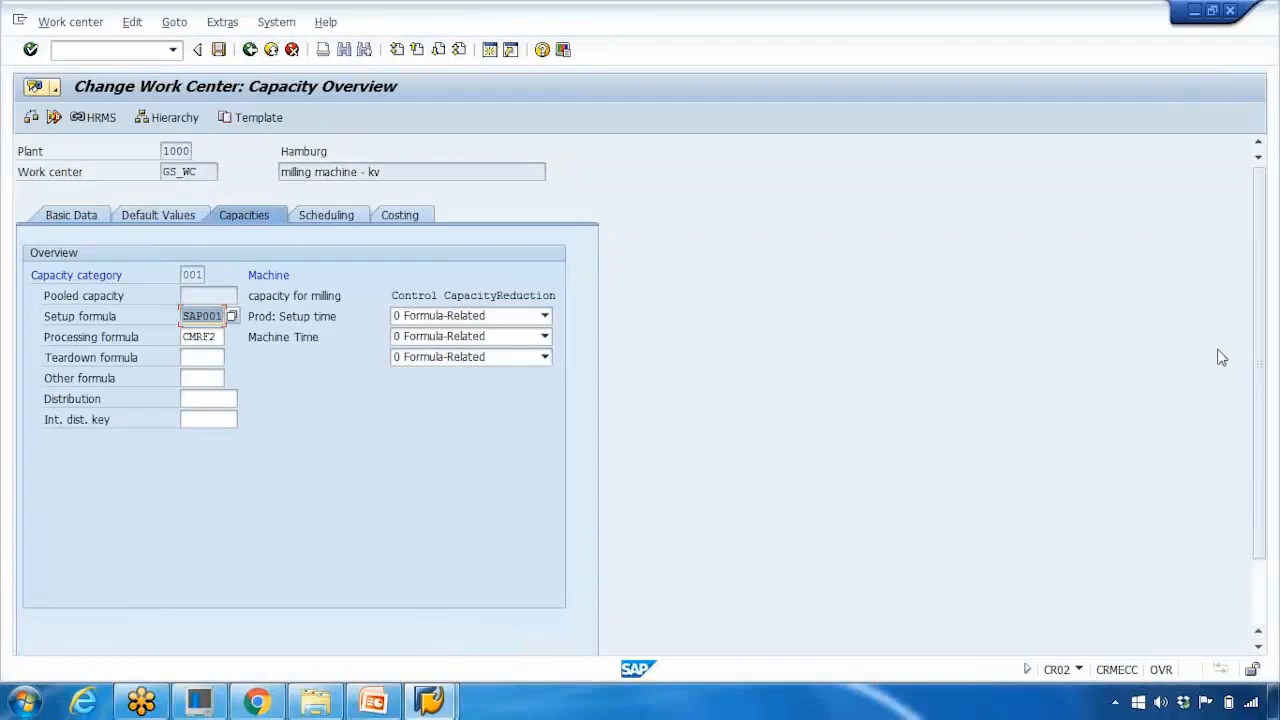 Work center Edit Goto Extras System Help
Change Work Center: Capacity Overview
HRMS Hierarchy Template
Plant 1000 Hamburg
Work center GS_WC milling machine - kv
Basic Data Default Values Capacities Scheduling Costing
Overview
Capacity category 001 Machine
Pooled capacity capacity for milling Control CapacityReduction
Setup formula SAP001 Prod: Setup time 0 Formula-Related
Processing formula CMRF2 Machine Time 0 Formula-Related
Teardown formula 0 Formula-Related
Other formula
Distribution
Int. dist. key
SAP CR02 CRMECC OVR